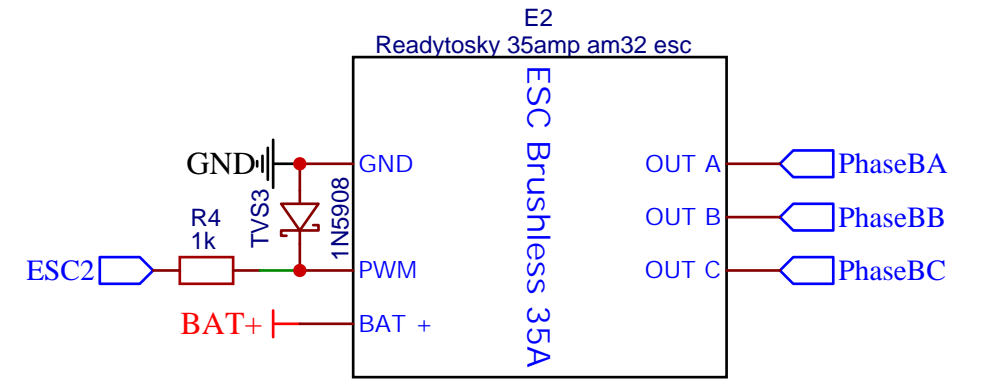 E2
Readytosky 35amp am32 esc
ESC Brushless 35A
GND
GND
OUT A
PhaseBA
TVS3
1N5908
R4
1k
OUT B
PhaseBB
ESC2
PWM
OUT C
PhaseBC
BAT+
BAT +